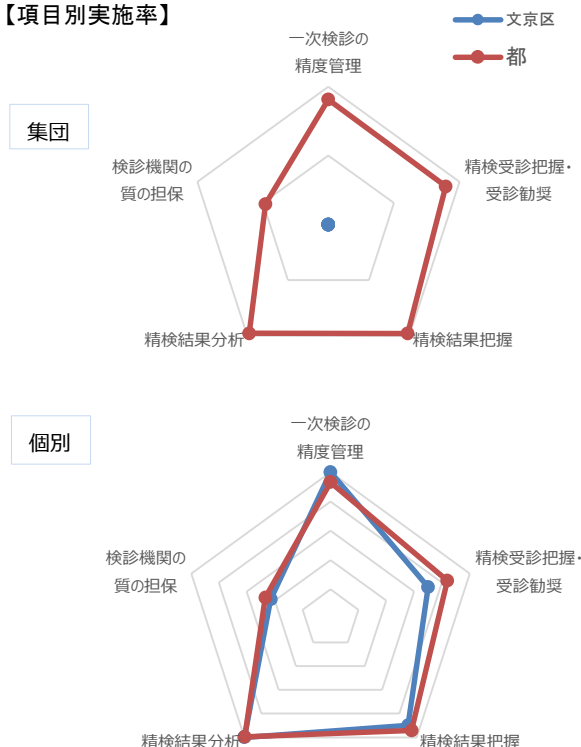 【項目別実施率】
文京区
都
集団
一次検診の
精度管理
精検受診把握・
受診勧奨
精検結果把握
精検結果分析
検診機関の
質の担保
個別
一次検診の
精度管理
精検受診把握・
受診勧奨
精検結果把握
精検結果分析
検診機関の
質の担保